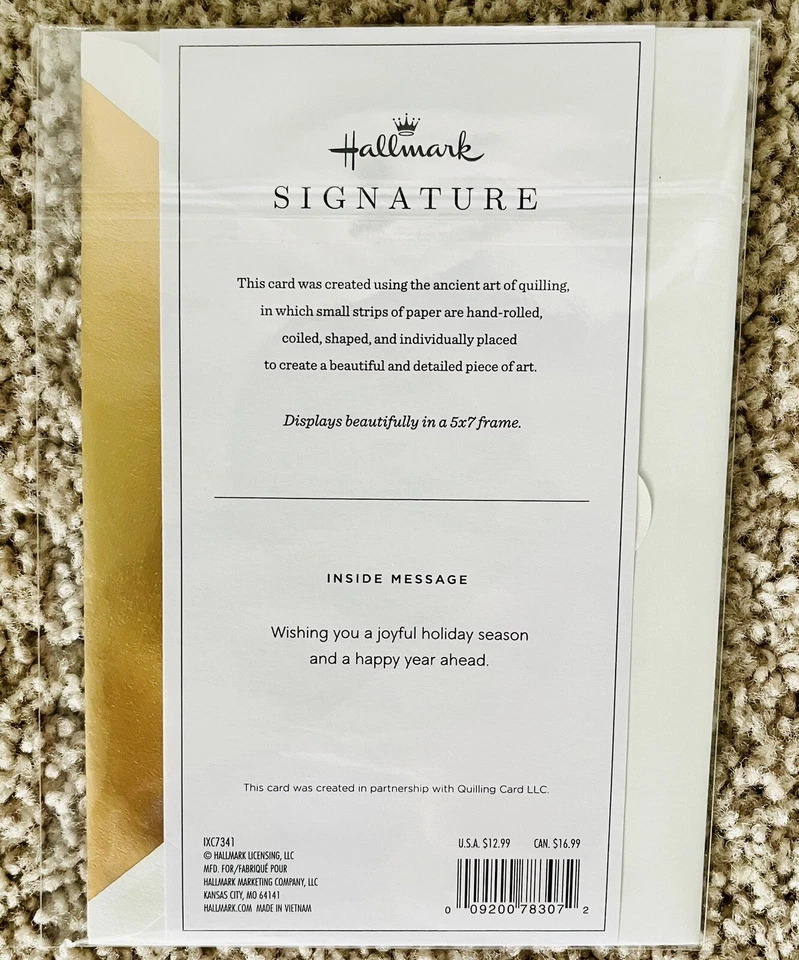 Hallmark
SIGNATURE
This card was created using the ancient art of quilling,
in which small strips of paper are hand-rolled,
coiled, shaped, and individually placed
to create a beautiful and detailed piece of art.
Displays beautifully in a 5x7 frame.
INSIDE MESSAGE
Wishing you a joyful holiday season
and a happy year ahead.
This card was created in partnership with Quilling Card LLC.
IXC7341
© HALLMARK LICENSING, LLC
MFD. FOR/FABRIQUÉ POUR
HALLMARK MARKETING COMPANY, LLC
KANSAS CITY, MO 64141
HALLMARK.COM MADE IN VIETNAM
U.S.A. $12.99 CAN. $16.99
0 09200 78307 2